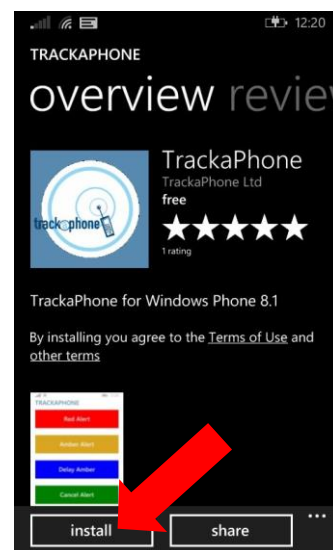 12:20
TRACKAPHONE
overview revie
trackaphone
TrackaPhone
TrackaPhone Ltd
free
1 rating
TrackaPhone for Windows Phone 8.1
By installing you agree to the Terms of Use and
other terms
TRACKAPHONE
Red Alert
Amber Alert
Delay Amber
Cancel Alert
install
share
...